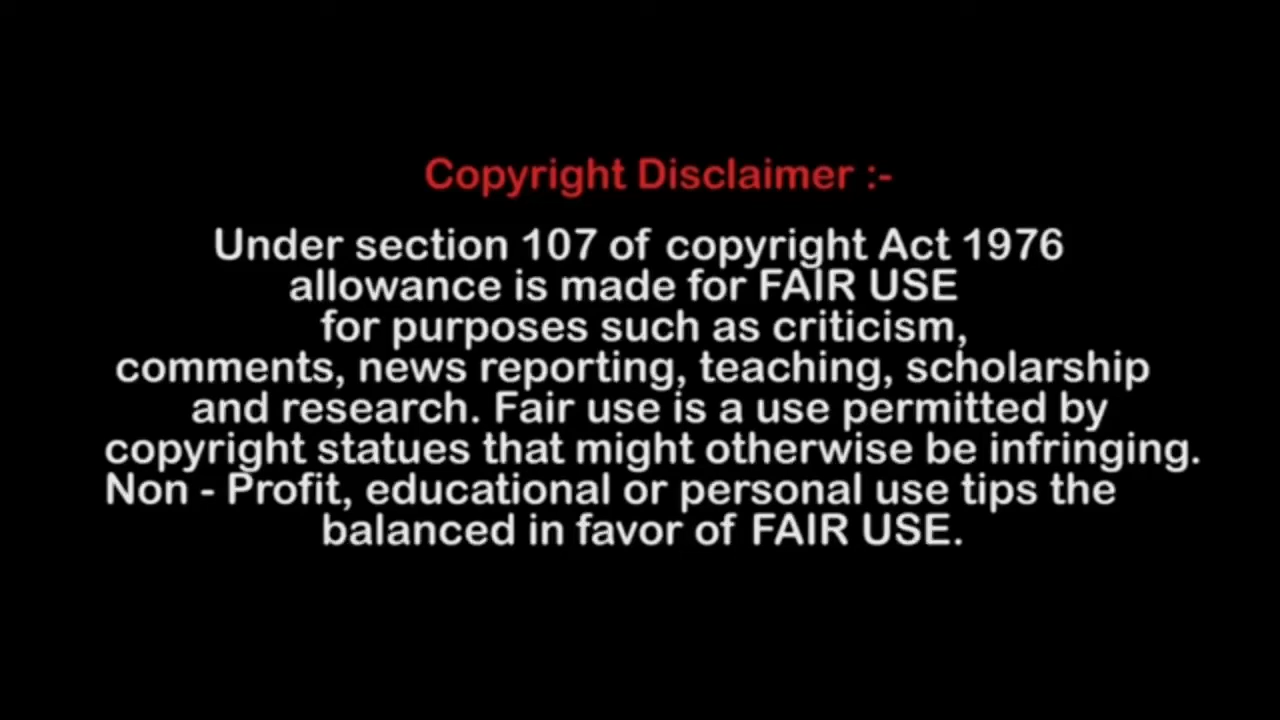 Copyright Disclaimer :-
Under section 107 of copyright Act 1976
allowance is made for FAIR USE
for purposes such as criticism,
comments, news reporting, teaching, scholarship
and research. Fair use is a use permitted by
copyright statues that might otherwise be infringing.
Non - Profit, educational or personal use tips the
balanced in favor of FAIR USE.